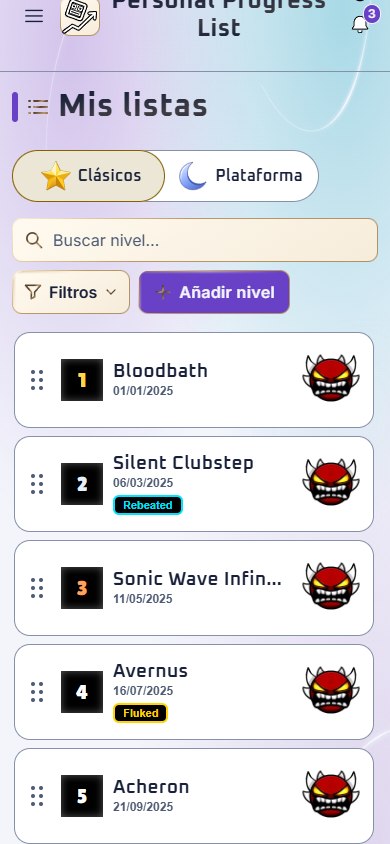 Personal Progress
List
3
Mis listas
Clásicos
Plataforma
Buscar nivel...
Filtros
Añadir nivel
1
Bloodbath
01/01/2025
2
Silent Clubstep
06/03/2025
Rebeated
3
Sonic Wave Infin...
11/05/2025
4
Avernus
16/07/2025
Fluked
5
Acheron
21/09/2025